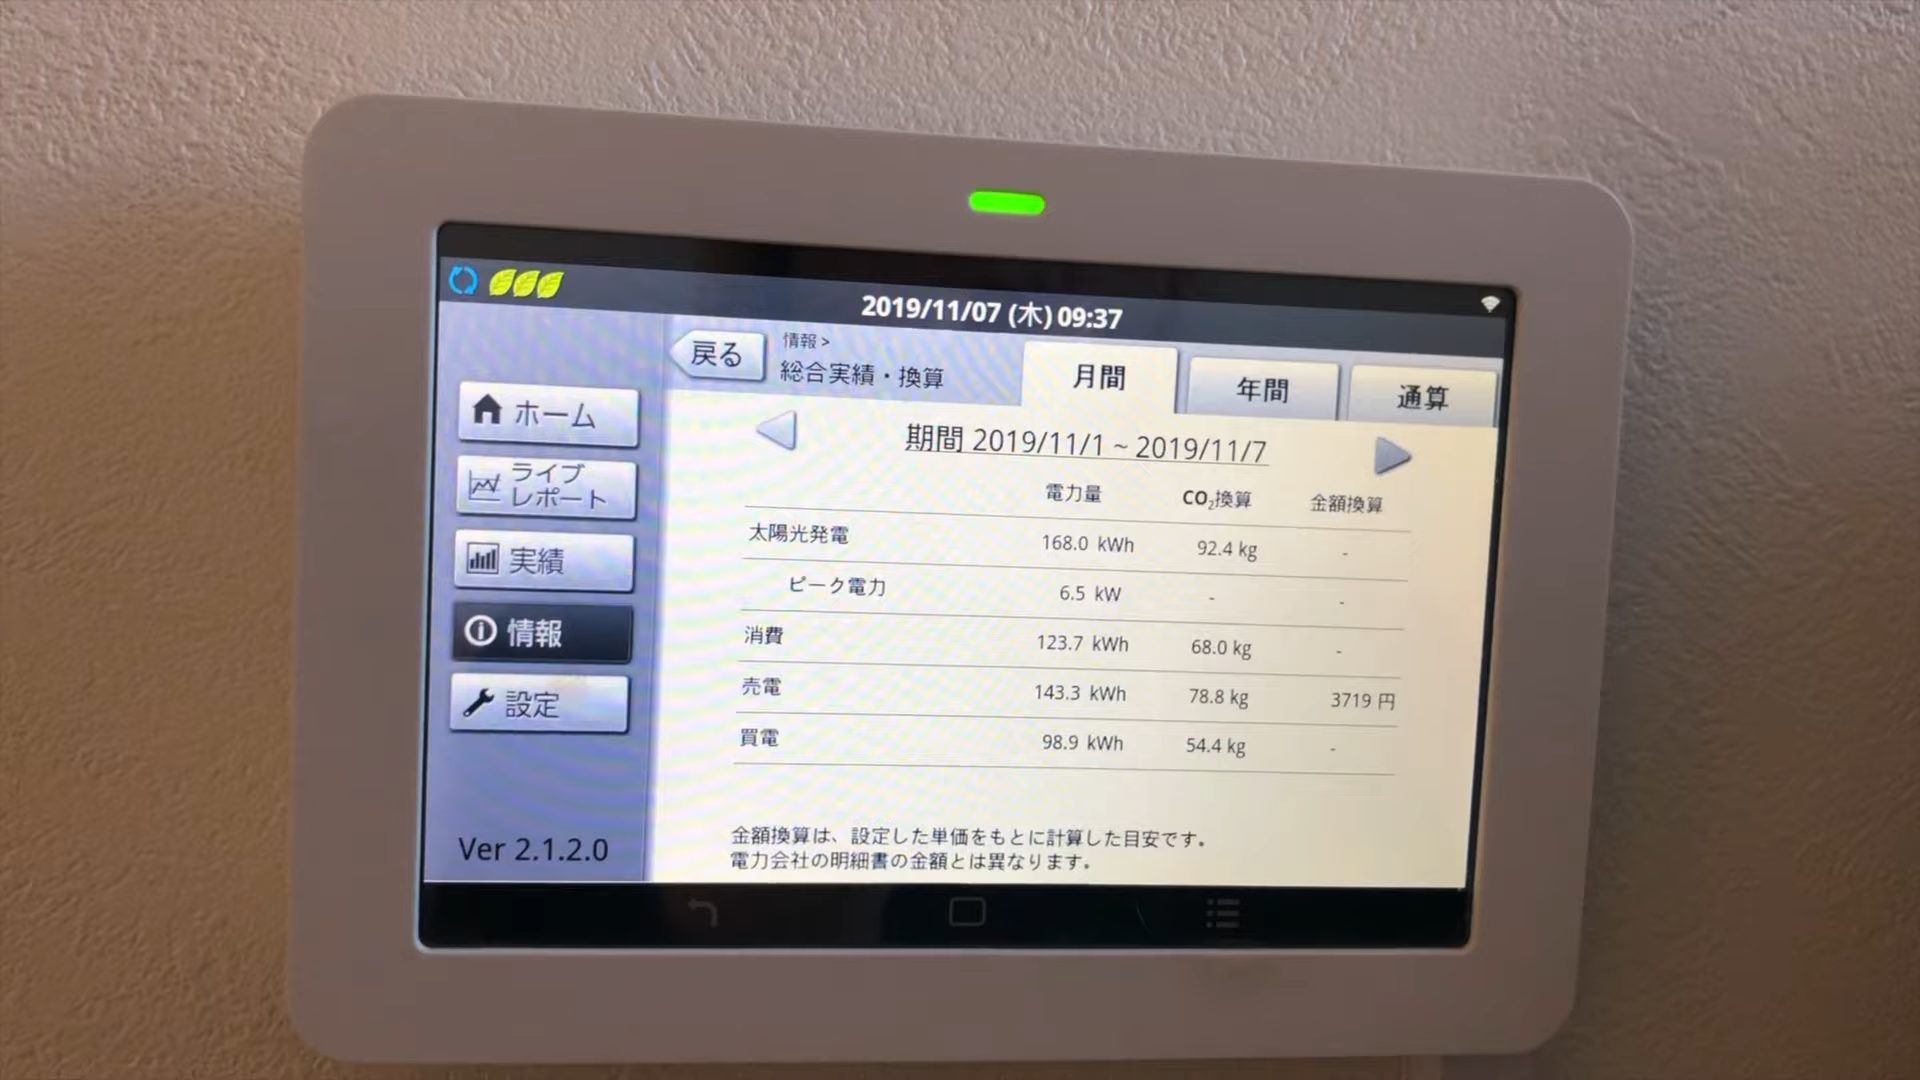 2019/11/07 (木) 09:37
戻る
情報 >
総合実績・換算
月間
年間
通算
ホーム
ライブ
レポート
実績
情報
設定
Ver 2.1.2.0
期間 2019/11/1 ~ 2019/11/7
電力量 CO₂換算 金額換算
太陽光発電 168.0 kWh 92.4 kg -
ピーク電力 6.5 kW - -
消費 123.7 kWh 68.0 kg -
売電 143.3 kWh 78.8 kg 3719 円
買電 98.9 kWh 54.4 kg -
金額換算は、設定した単価をもとに計算した目安です。
電力会社の明細書の金額とは異なります。